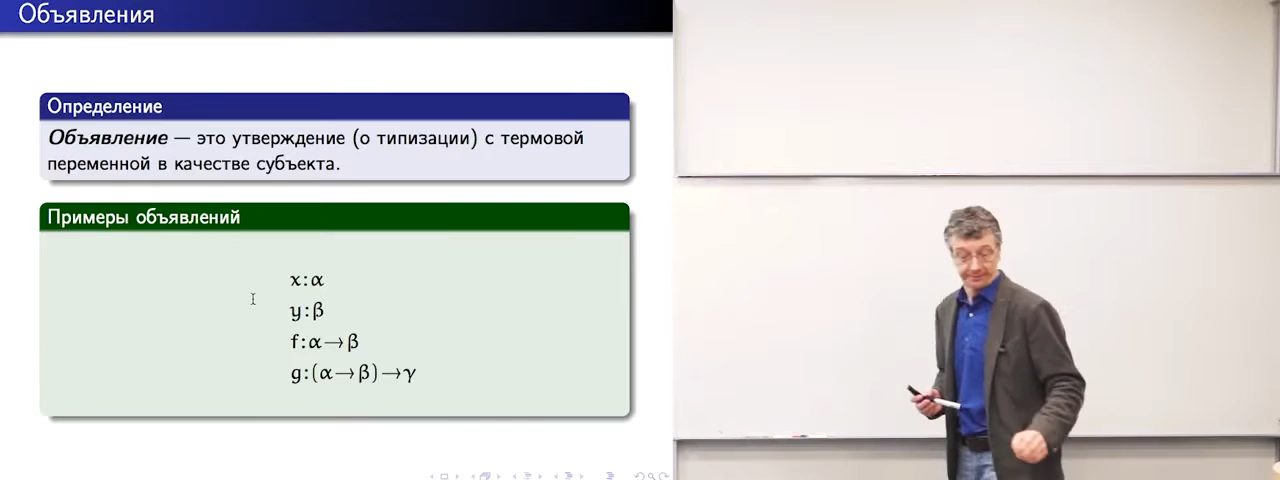 Объявления
Определение
Объявление — это утверждение (о типизации) с термовой
переменной в качестве субъекта.
Примеры объявлений
x:α
y:β
f:α→β
g:(α→β)→γ